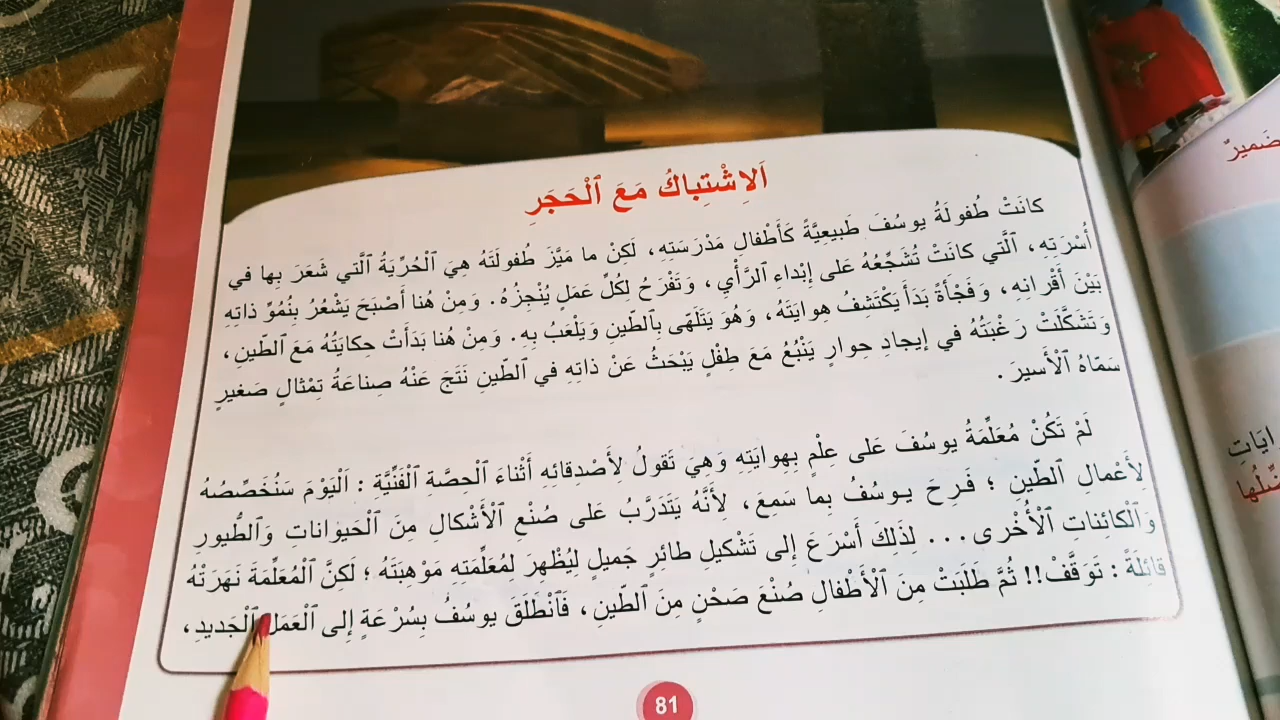 اَلِاشْتِباكُ مَعَ ٱلْحَجَرِ
كانَتْ طُفولَةُ يوسُفَ طَبيعِيَّةً كَأَطْفالِ مَدْرَسَتِهِ، لَكِنْ ما مَيَّزَ طُفولَتَهُ هِيَ ٱلْحُرِّيَةُ ٱلَّتي شَعَرَ بِها في
أُسْرَتِهِ، ٱلَّتي كانَتْ تُشَجِّعُهُ عَلى إِبْداءِ ٱلرَّأْيِ، وَتَفْرَحُ لِكُلِّ عَمَلٍ يُنْجِزُهُ. وَمِنْ هُنا أَصْبَحَ يَشْعُرُ بِنُمُوِّ ذاتِهِ
بَيْنَ أَقْرانِهِ، وَفَجْأَةً بَدَأَ يَكْتَشِفُ هِوايَتَهُ، وَهُوَ يَتَلَهّى بِٱلطّينِ وَيَلْعَبُ بِهِ. وَمِنْ هُنا بَدَأَتْ حِكايَتُهُ مَعَ ٱلطّينِ،
وَتَشَكَّلَتْ رَغْبَتُهُ في إيجادِ حِوارٍ يَنْبُعُ مَعَ طِفْلٍ يَبْحَثُ عَنْ ذاتِهِ في ٱلطّينِ نَتَجَ عَنْهُ صِناعَةُ تِمْثالٍ صَغيرٍ
سَمّاهُ ٱلْأَسيرَ.
لَمْ تَكُنْ مُعَلِّمَةُ يوسُفَ عَلى عِلْمٍ بِهِوايَتِهِ وَهِيَ تَقولُ لِأَصْدِقائِهِ أَثْناءَ ٱلْحِصَّةِ ٱلْفَنِّيَّةِ : اَلْيَوْمَ سَنُخَصِّصُهُ
لِأَعْمالِ ٱلطّينِ ؛ فَرِحَ يوسُفُ بِما سَمِعَ، لِأَنَّهُ يَتَدَرَّبُ عَلى صُنْعِ ٱلْأَشْكالِ مِنَ ٱلْحَيَواناتِ وَٱلطُّيورِ
وَٱلْكائِناتِ ٱلْأُخْرى... لِذَلِكَ أَسْرَعَ إِلى تَشْكيلِ طائِرٍ جَميلٍ لِيُظْهِرَ لِمُعَلِّمَتِهِ مَوْهِبَتَهُ ؛ لَكِنَّ ٱلْمُعَلِّمَةَ نَهَرَتْهُ
قائِلَةً : تَوَقَّفْ!! ثُمَّ طَلَبَتْ مِنَ ٱلْأَطْفالِ صُنْعَ صَحْنٍ مِنَ ٱلطّينِ، فَٱنْطَلَقَ يوسُفُ بِسُرْعَةٍ إِلى ٱلْعَمَلِ ٱلْجَديدِ،
81